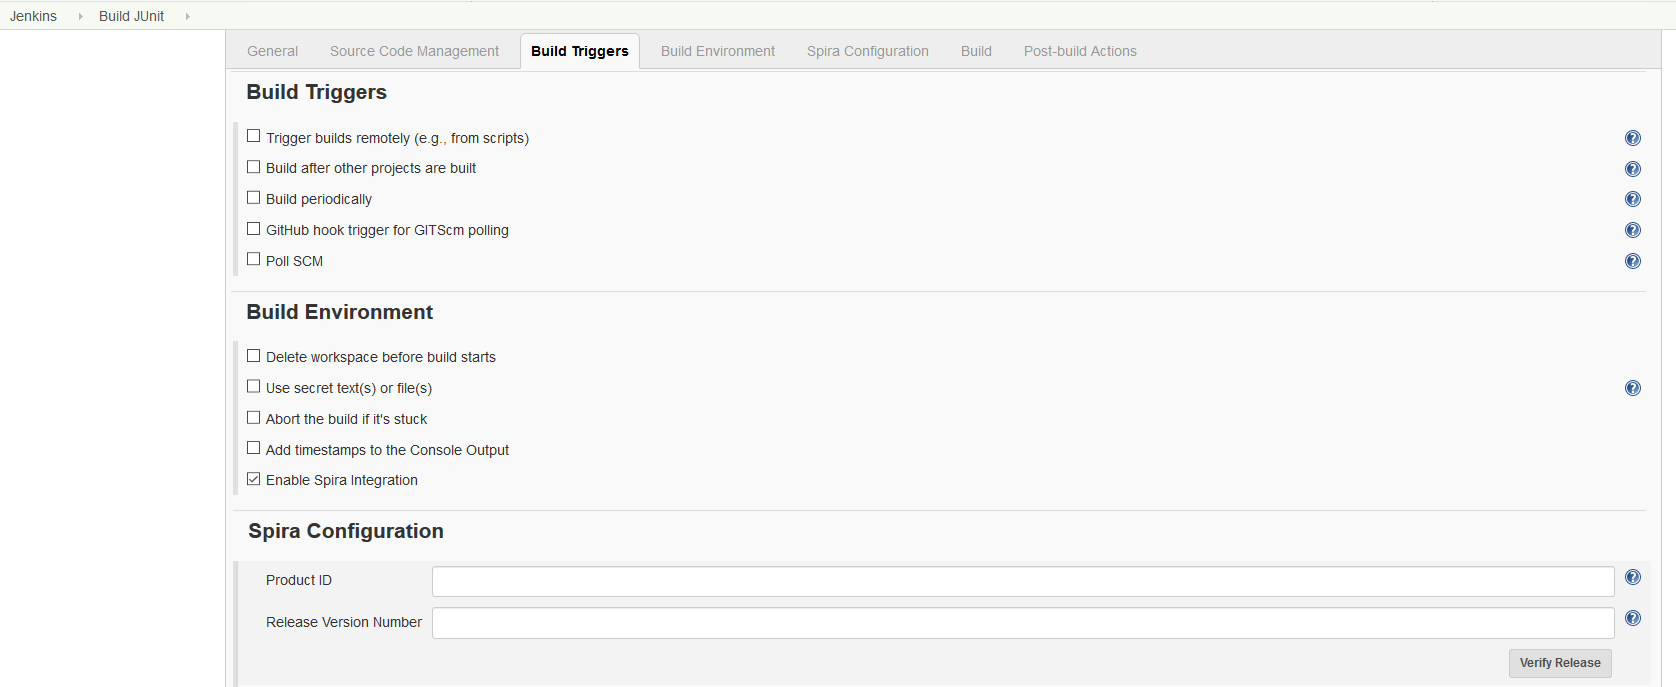 Jenkins Build JUnit
General Source Code Management Build Triggers Build Environment Spira Configuration Build Post-build Actions
Build Triggers
Trigger builds remotely (e.g., from scripts)
Build after other projects are built
Build periodically
GitHub hook trigger for GITScm polling
Poll SCM
Build Environment
Delete workspace before build starts
Use secret text(s) or file(s)
Abort the build if it's stuck
Add timestamps to the Console Output
Enable Spira Integration
Spira Configuration
Product ID
Release Version Number
Verify Release